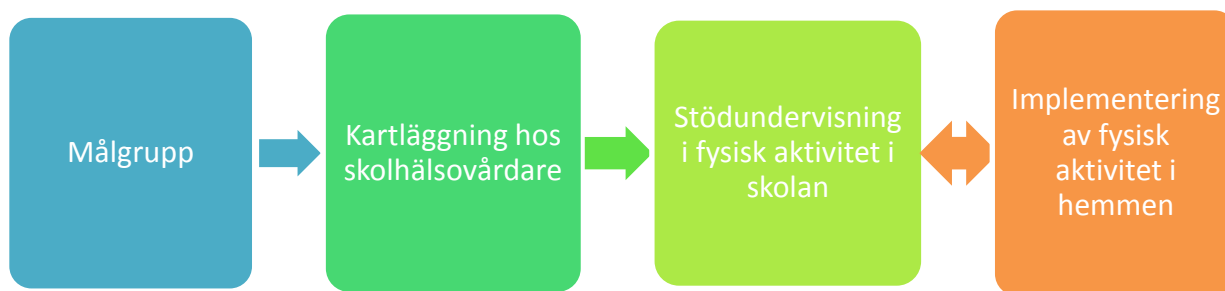 Målgrupp
Kartläggning hos
skolhälsovårdare
Stödundervisning
i fysisk aktivitet i
skolan
Implementering
av fysisk
aktivitet i
hemmen